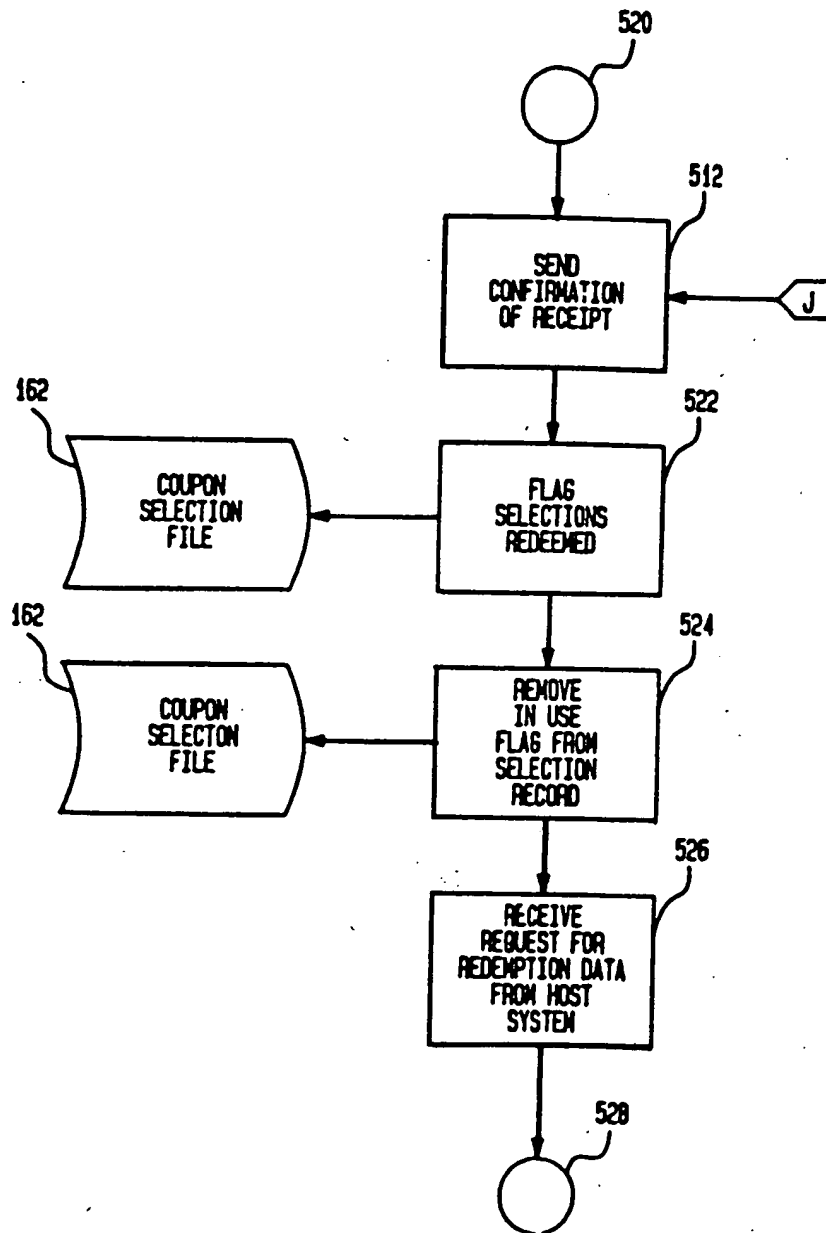 520
512
SEND
CONFIRMATION
OF RECEIPT
J
522
162
COUPON
SELECTION
FILE
FLAG
SELECTIONS
REDEEMED
524
162
COUPON
SELECTON
FILE
REMOVE
IN USE
FLAG FROM
SELECTION
RECORD
526
RECEIVE
REQUEST FOR
REDEMPTION DATA
FROM HOST
SYSTEM
528